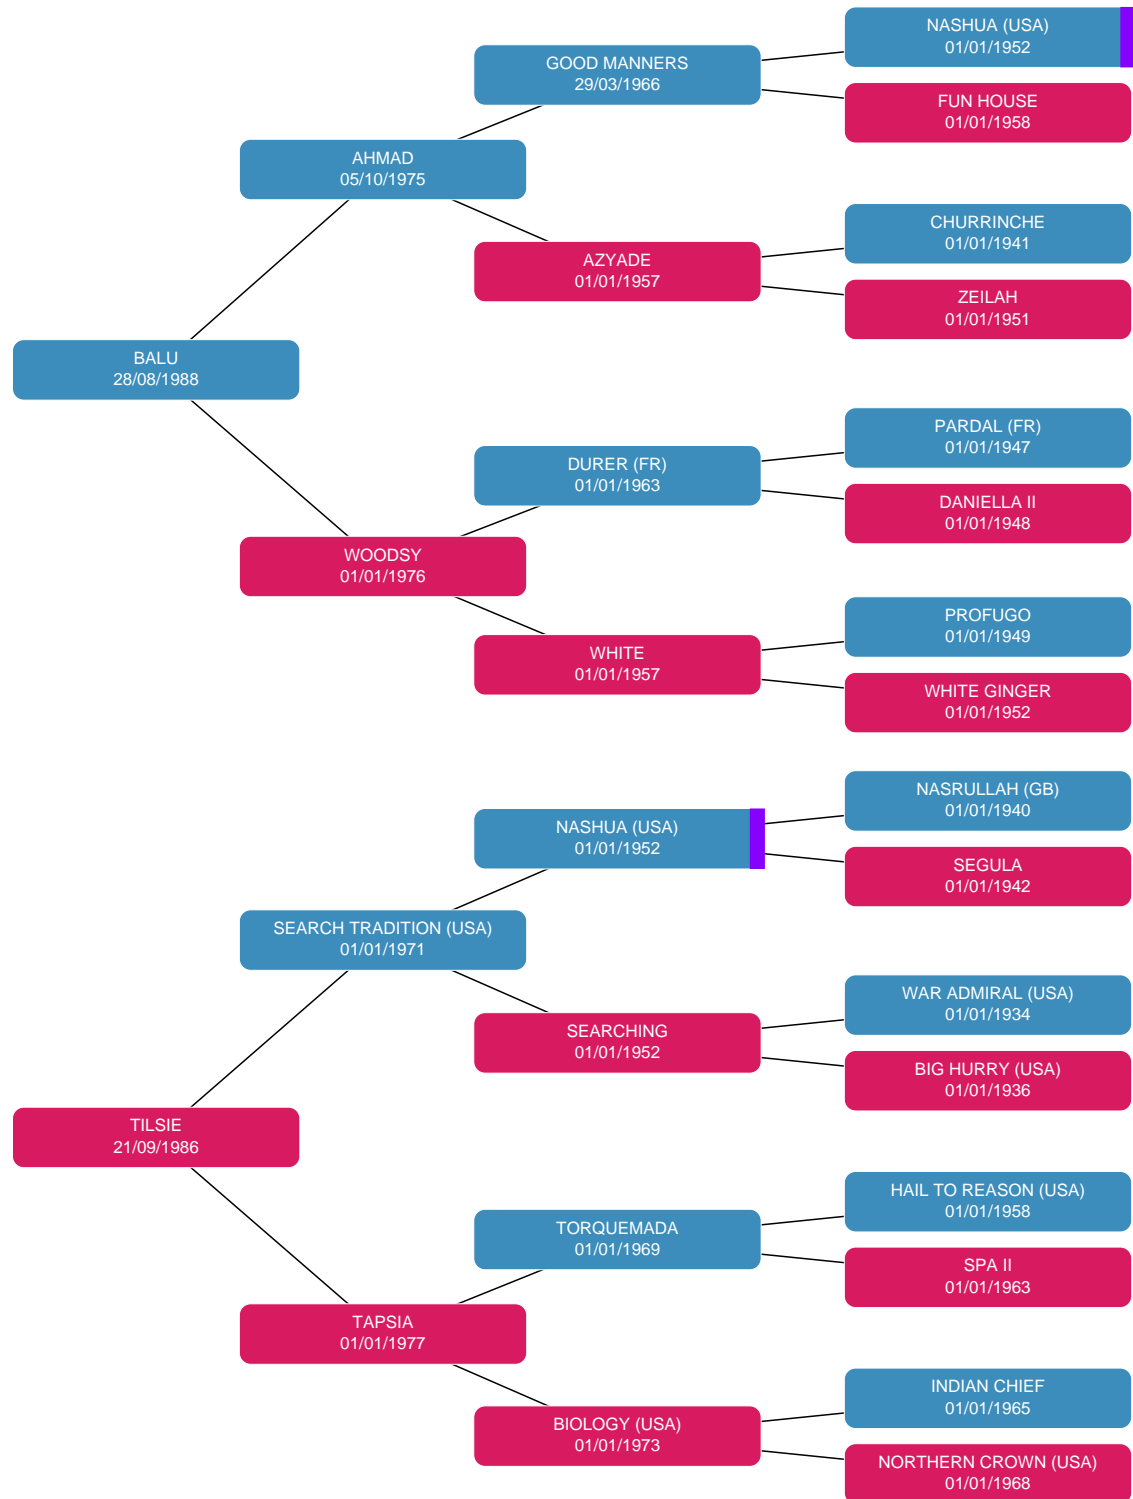 NASHUA (USA)
01/01/1952
GOOD MANNERS
29/03/1966
FUN HOUSE
01/01/1958
AHMAD
05/10/1975
CHURRINCHE
01/01/1941
AZYADE
01/01/1957
ZEILAH
01/01/1951
BALU
28/08/1988
PARDAL (FR)
01/01/1947
DURER (FR)
01/01/1963
DANIELLA II
01/01/1948
WOODSY
01/01/1976
PROFUGO
01/01/1949
WHITE
01/01/1957
WHITE GINGER
01/01/1952
NASRULLAH (GB)
01/01/1940
NASHUA (USA)
01/01/1952
SEGULA
01/01/1942
SEARCH TRADITION (USA)
01/01/1971
WAR ADMIRAL (USA)
01/01/1934
SEARCHING
01/01/1952
BIG HURRY (USA)
01/01/1936
TILSIE
21/09/1986
HAIL TO REASON (USA)
01/01/1958
TORQUEMADA
01/01/1969
SPA II
01/01/1963
TAPSIA
01/01/1977
INDIAN CHIEF
01/01/1965
BIOLOGY (USA)
01/01/1973
NORTHERN CROWN (USA)
01/01/1968